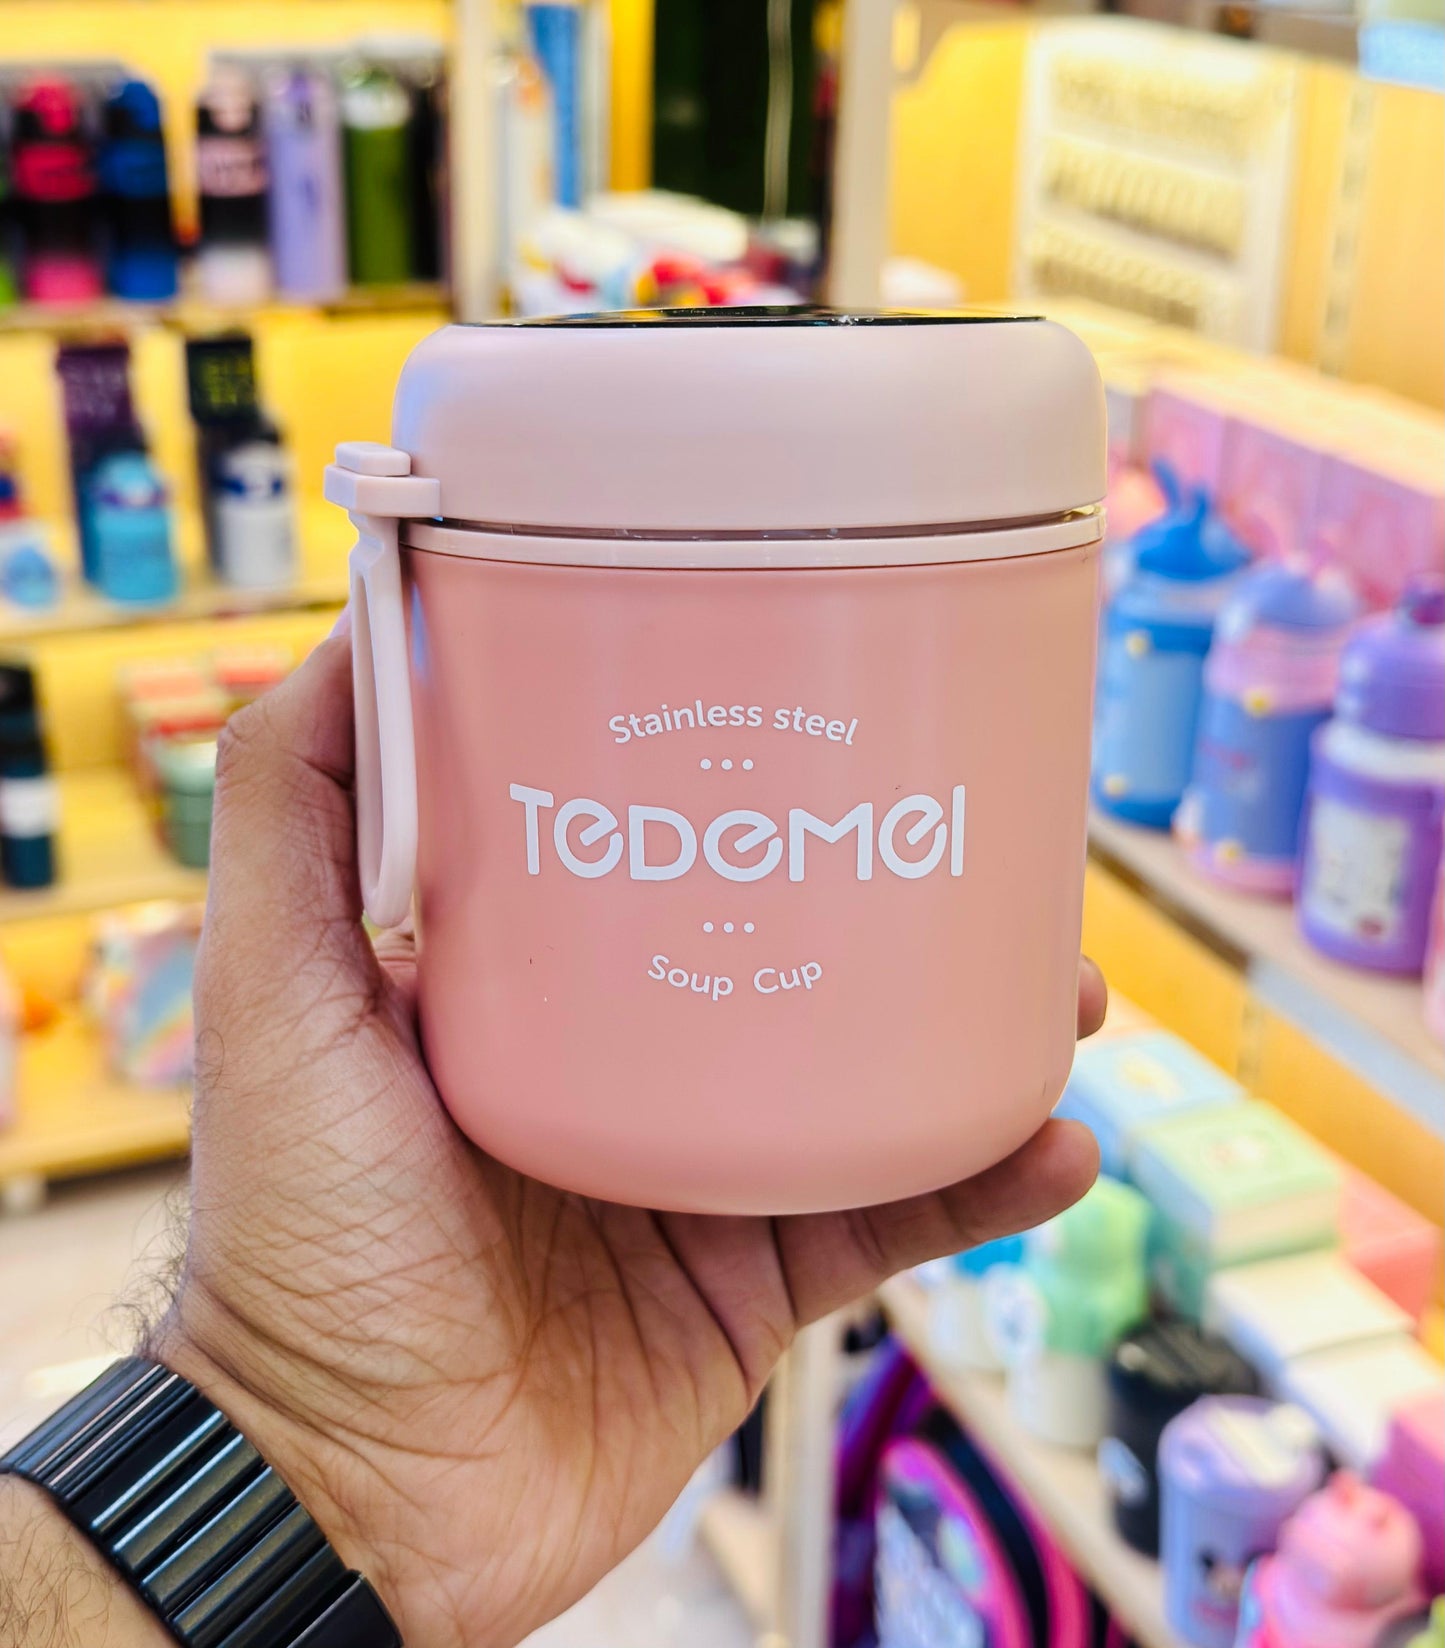 Stainless steel
TeDeMei
Soup Cup